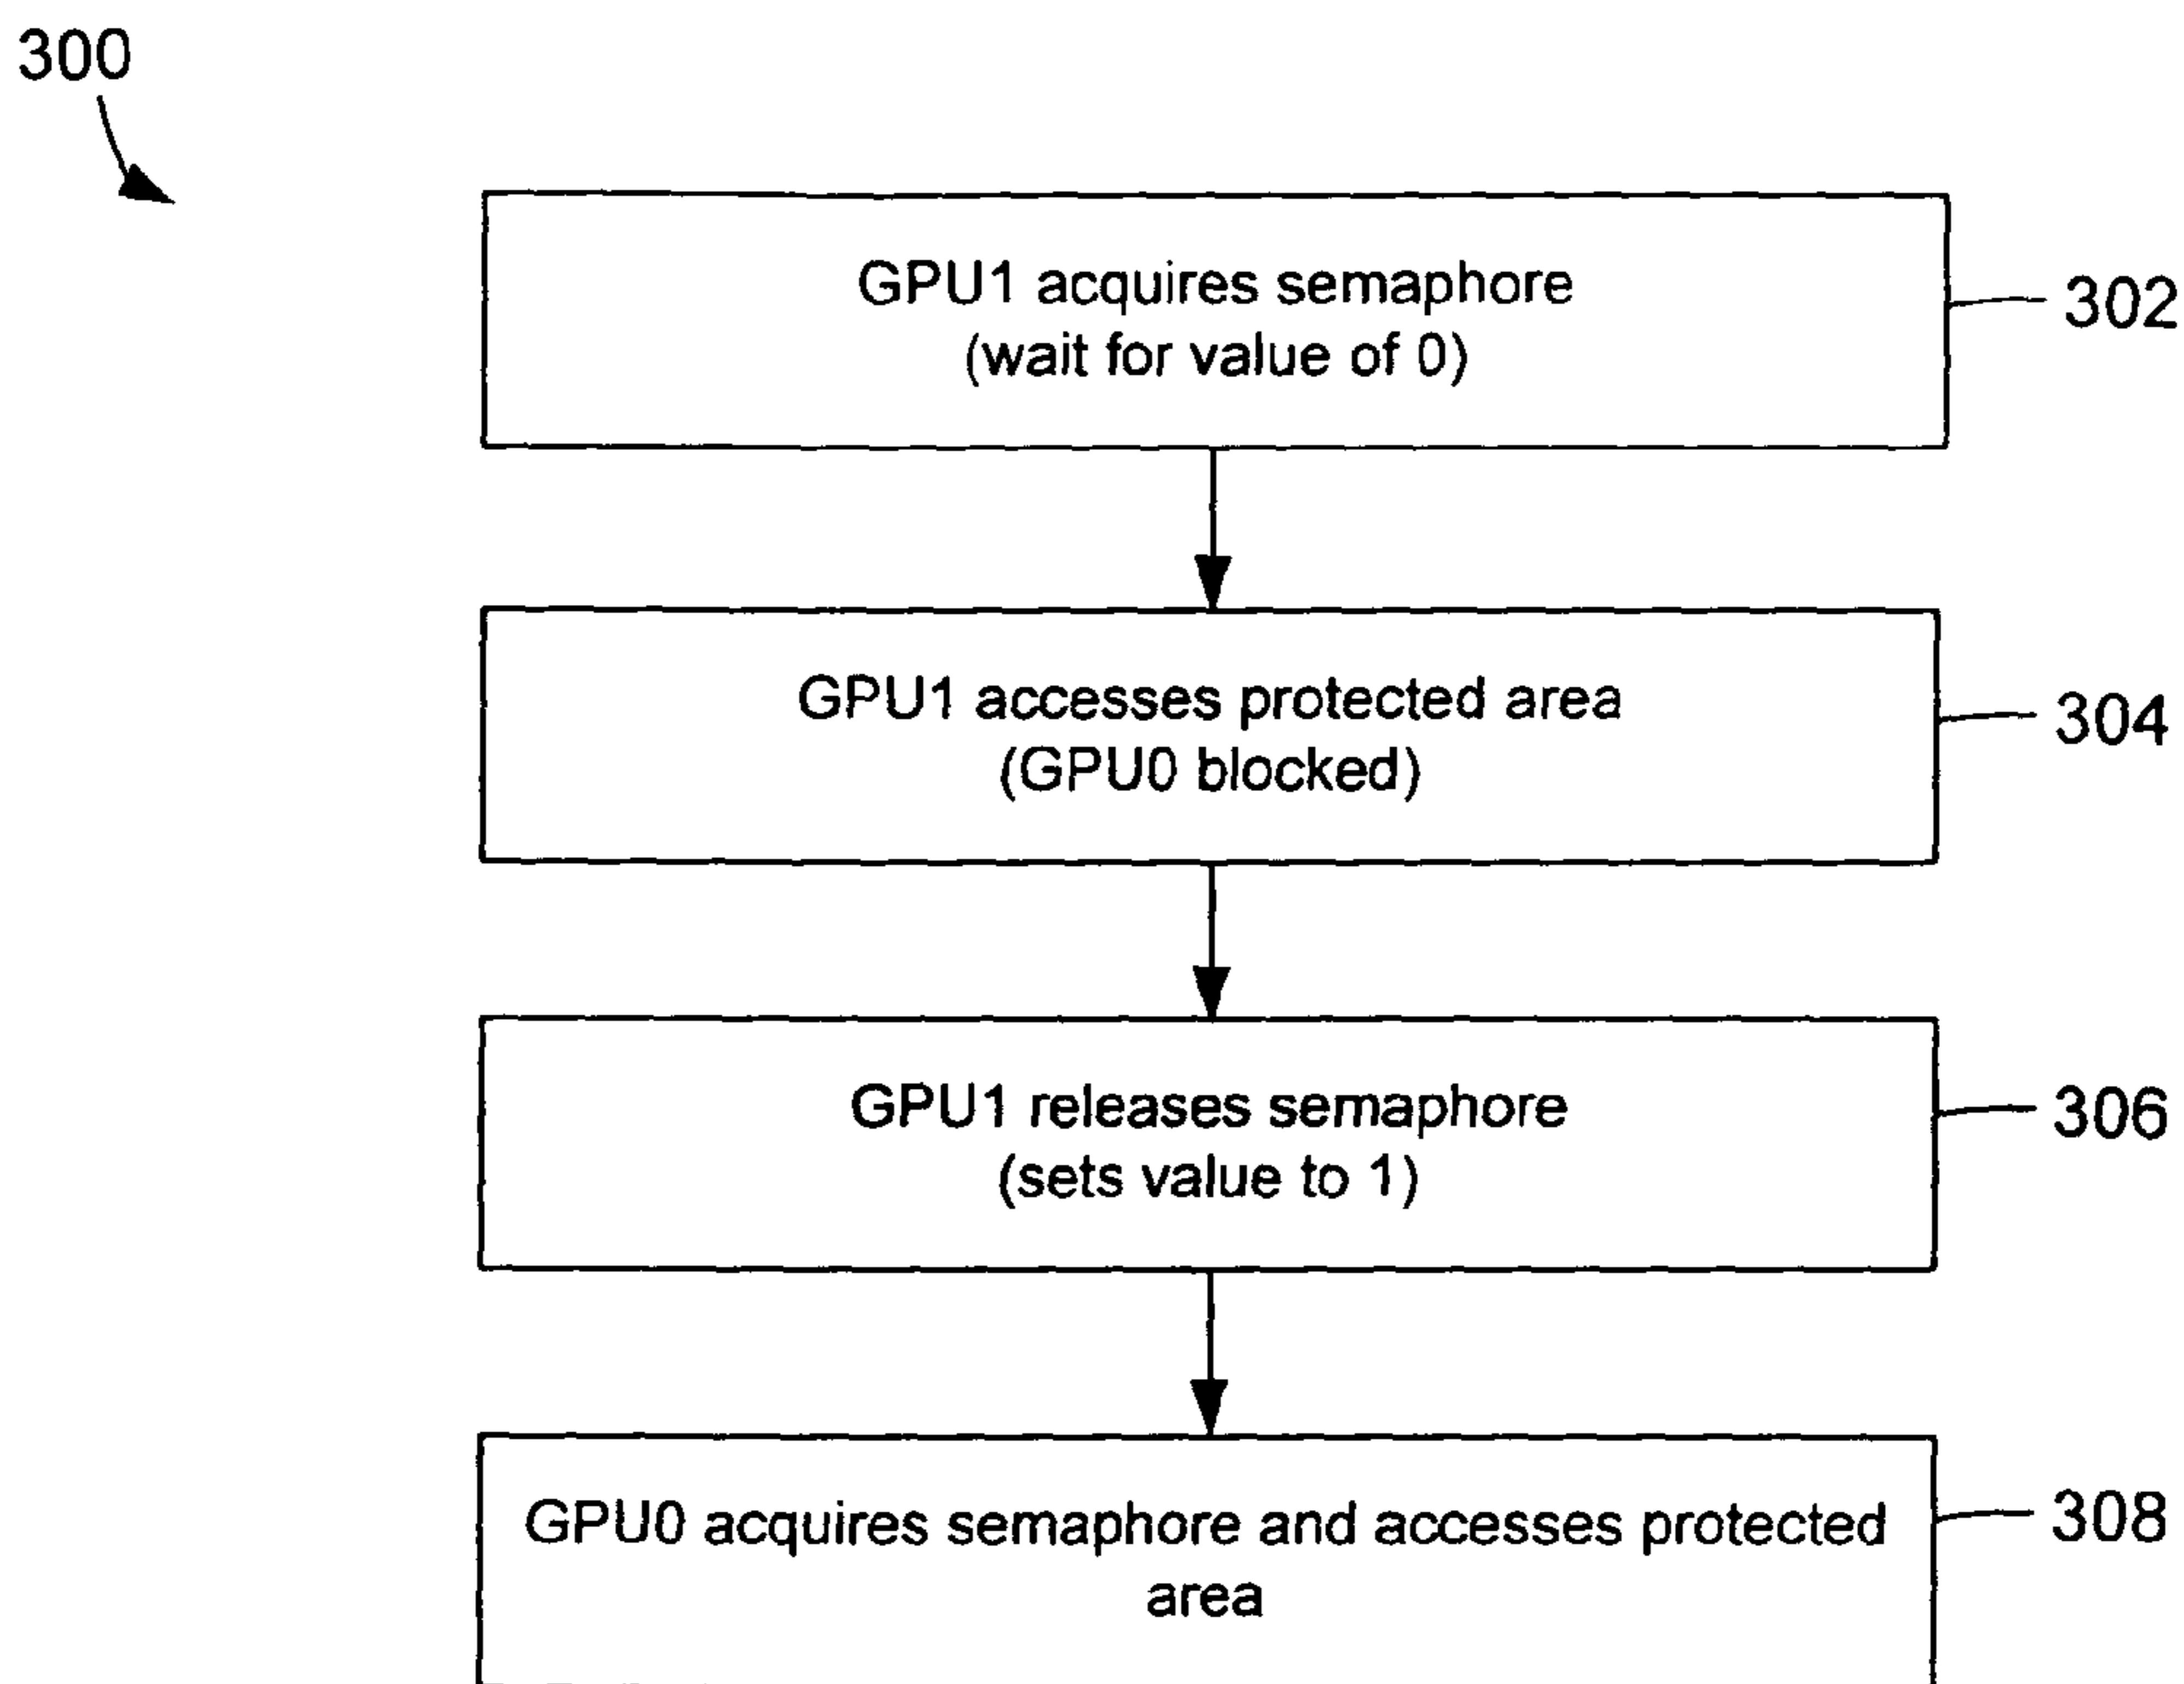 300
GPU1 acquires semaphore
(wait for value of 0)
302
GPU1 accesses protected area
(GPU0 blocked)
304
GPU1 releases semaphore
(sets value to 1)
306
GPU0 acquires semaphore and accesses protected
area
308